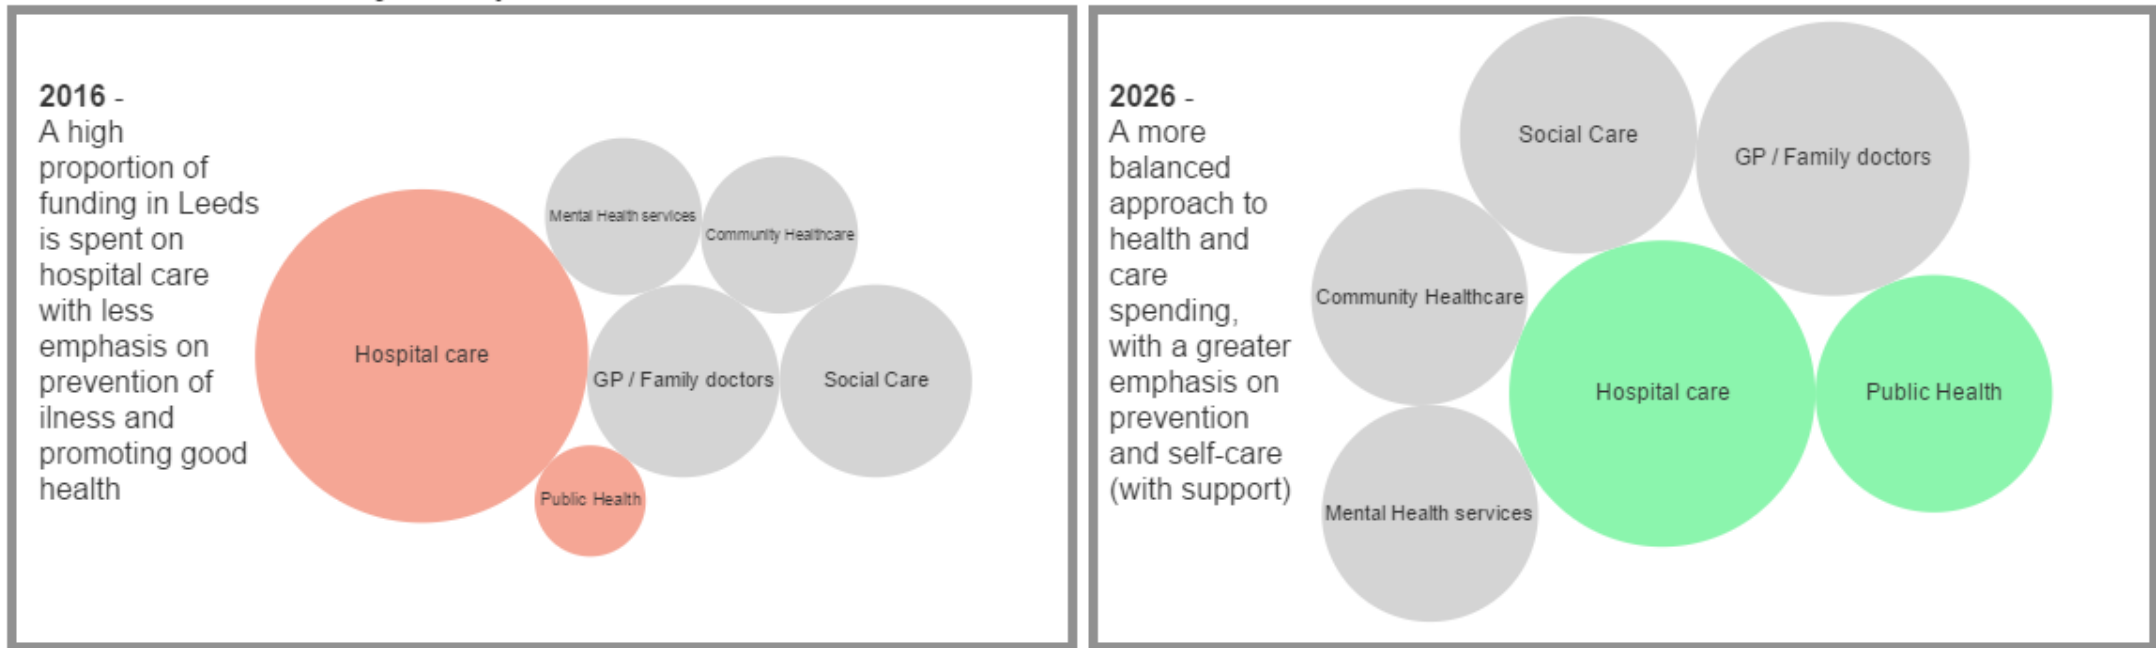 2016 -
A high
proportion of
funding in Leeds
is spent on
hospital care
with less
emphasis on
prevention of
ilness and
promoting good
health
Mental Health services
Community Healthcare
Hospital care
GP / Family doctors
Social Care
Public Health
2026 -
A more
balanced
approach to
health and
care
spending,
with a greater
emphasis on
prevention
and self-care
(with support)
Social Care
GP / Family doctors
Community Healthcare
Hospital care
Public Health
Mental Health services